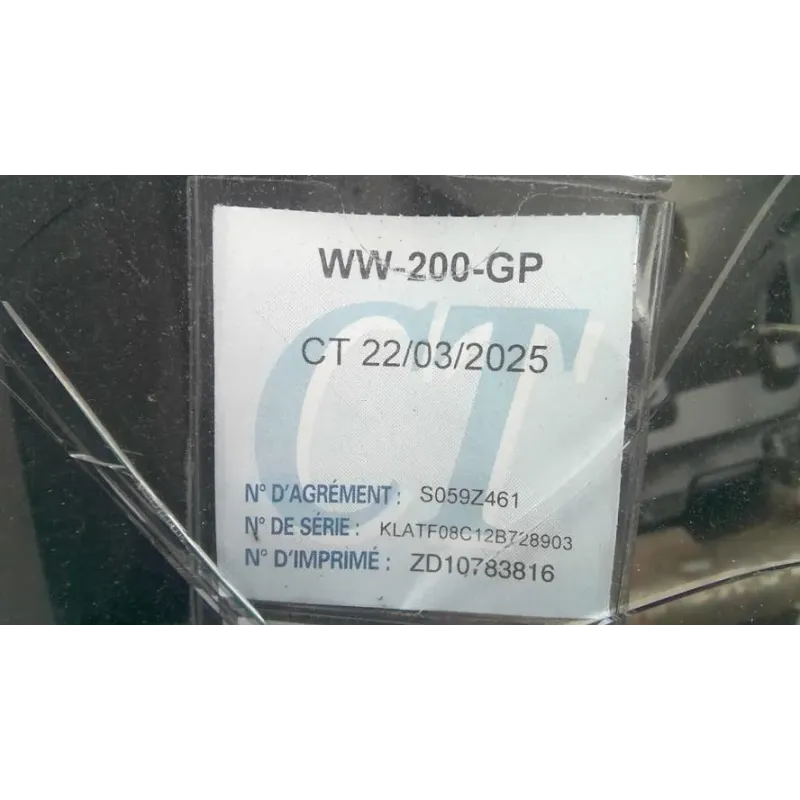 WW-200-GP
CT
CT 22/03/2025
N° D'AGRÉMENT : S059Z461
N° DE SÉRIE : KLATF08C12B728903
N° D'IMPRIMÉ : ZD10783816